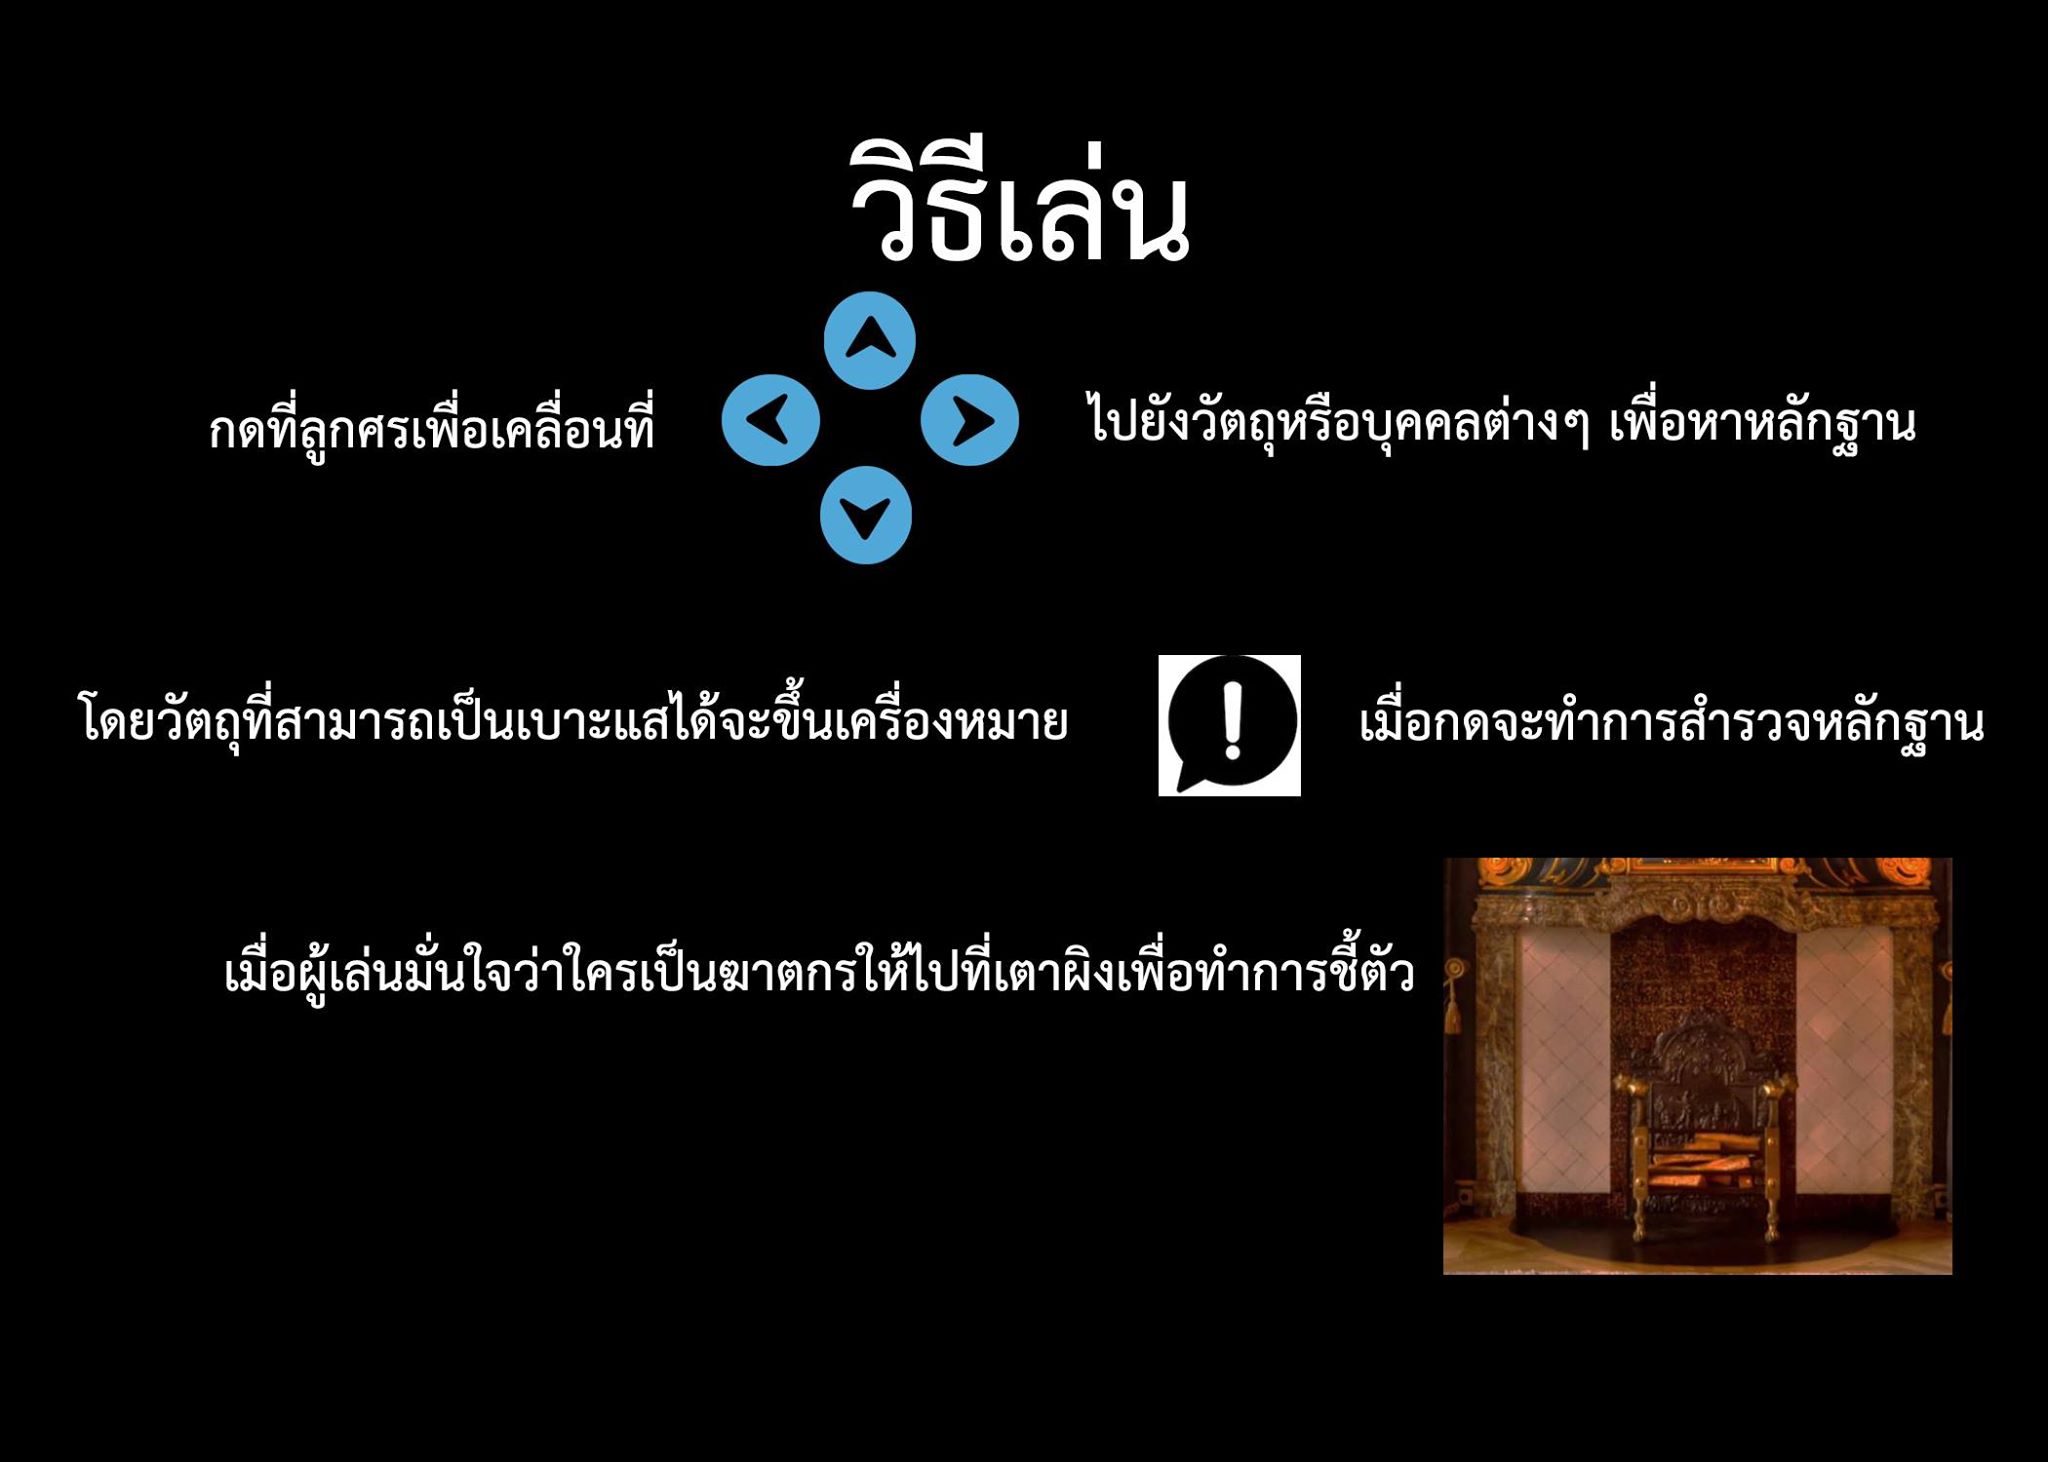 วิธีเล่น
กดที่ลูกศรเพื่อเคลื่อนที่ ไปยังวัตถุหรือบุคคลต่างๆ เพื่อหาหลักฐาน
โดยวัตถุที่สามารถเป็นเบาะแสได้จะขึ้นเครื่องหมาย ! เมื่อกดจะทำการสำรวจหลักฐาน
เมื่อผู้เล่นมั่นใจว่าใครเป็นฆาตกรให้ไปที่เตาผิงเพื่อทำการชี้ตัว